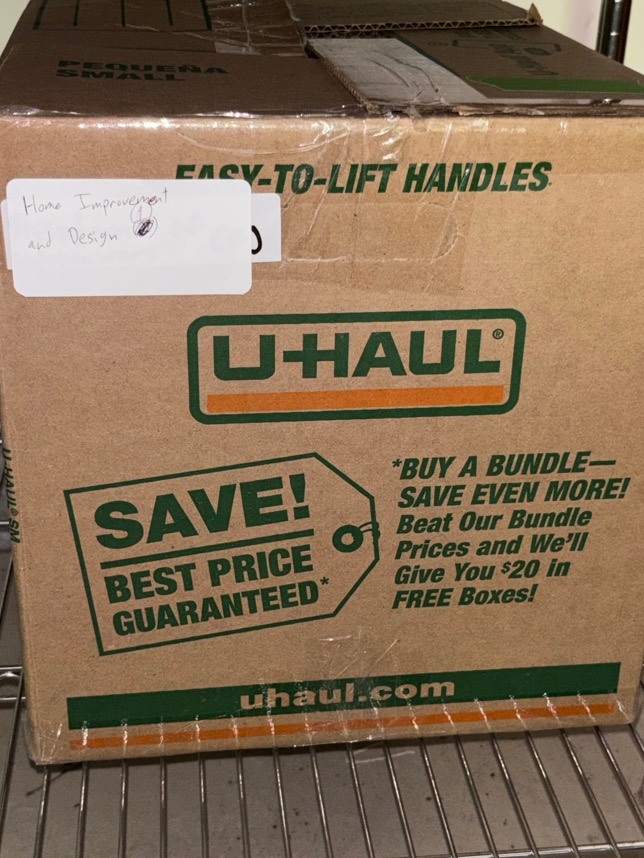 PEQUEÑA
SMALL
EASY-TO-LIFT HANDLES
Home Improvement
and Design
1
U-HAUL®
SAVE!
BEST PRICE
GUARANTEED*
*BUY A BUNDLE—
SAVE EVEN MORE!
Beat Our Bundle
Prices and We'll
Give You $20 in
FREE Boxes!
uhaul.com